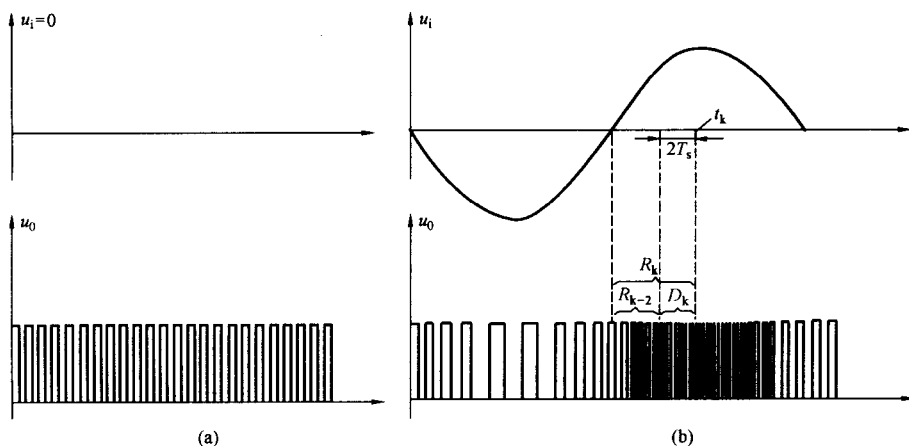 u_i=0
u_i
t_k
2T_s
u_0
u_0
R_k
R_{k-2}
D_k
(a)
(b)